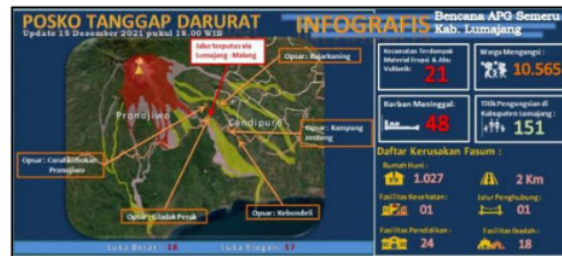 POSKO TANGGAP DARURAT
Update 15 Desember 2021 pukul 18.00 WIB
INFOGRAFIS
Bencana APG Semeru
Kab. Lumajang
Jalur terputus via
Lumajang -Malang
Opsar : Rajarkaning
Pronojiwo
Candipuro
Opsar : Kampung
Renteng
Opsar : Curah Kobokan
Pronojiwo
Opsar : Gladak Perak
Opsar : Kebondeli
Luka Berat : 18
Luka Ringan: 17
Kecamatan Terdampak
Material Erupsi & Abu
Vulkanik:
21
Warga Mengungsi :
10.565
Korban Meninggal:
48
Titik Pengungsian di
Kabupaten Lumajang :
151
Daftar Kerusakan Fasum :
Rumah Huni :
1.027
2 Km
Fasilitas Kesehatan :
01
Jalur Penghubung :
01
Fasilitas Pendidikan :
24
Fasilitas Ibadah :
18